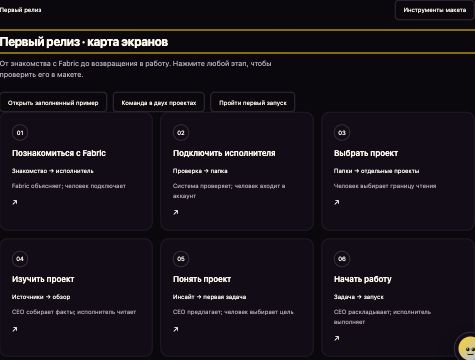 Первый релиз
Инструменты макета
Первый релиз · карта экранов
От знакомства с Fabric до возвращения в работу. Нажмите любой этап, чтобы
проверить его в макете.
Открыть заполненный пример
Команда в двух проектах
Пройти первый запуск
01
Познакомиться с Fabric
Знакомство → исполнитель
Fabric объясняет; человек подключает
↗
02
Подключить исполнителя
Проверка → папка
Система проверяет; человек входит в
аккаунт
↗
03
Выбрать проект
Папки → отдельные проекты
Человек выбирает границу чтения
↗
04
Изучить проект
Источники → обзор
CEO собирает факты; исполнитель читает
↗
05
Понять проект
Инсайт → первая задача
CEO предлагает; человек выбирает цель
↗
06
Начать работу
Задача → запуск
CEO раскладывает; исполнитель
выполняет
↗